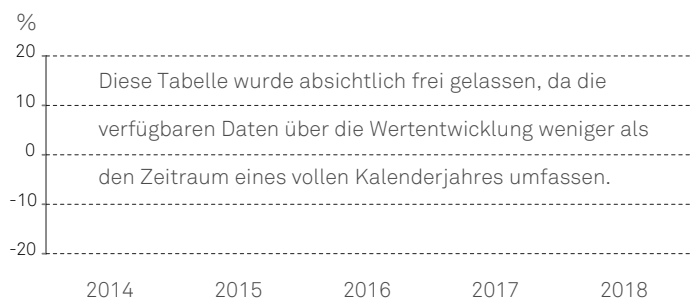 %
20
Diese Tabelle wurde absichtlich frei gelassen, da die
10
verfügbaren Daten über die Wertentwicklung weniger als
0
den Zeitraum eines vollen Kalenderjahres umfassen.
-10
-20
2014 2015 2016 2017 2018